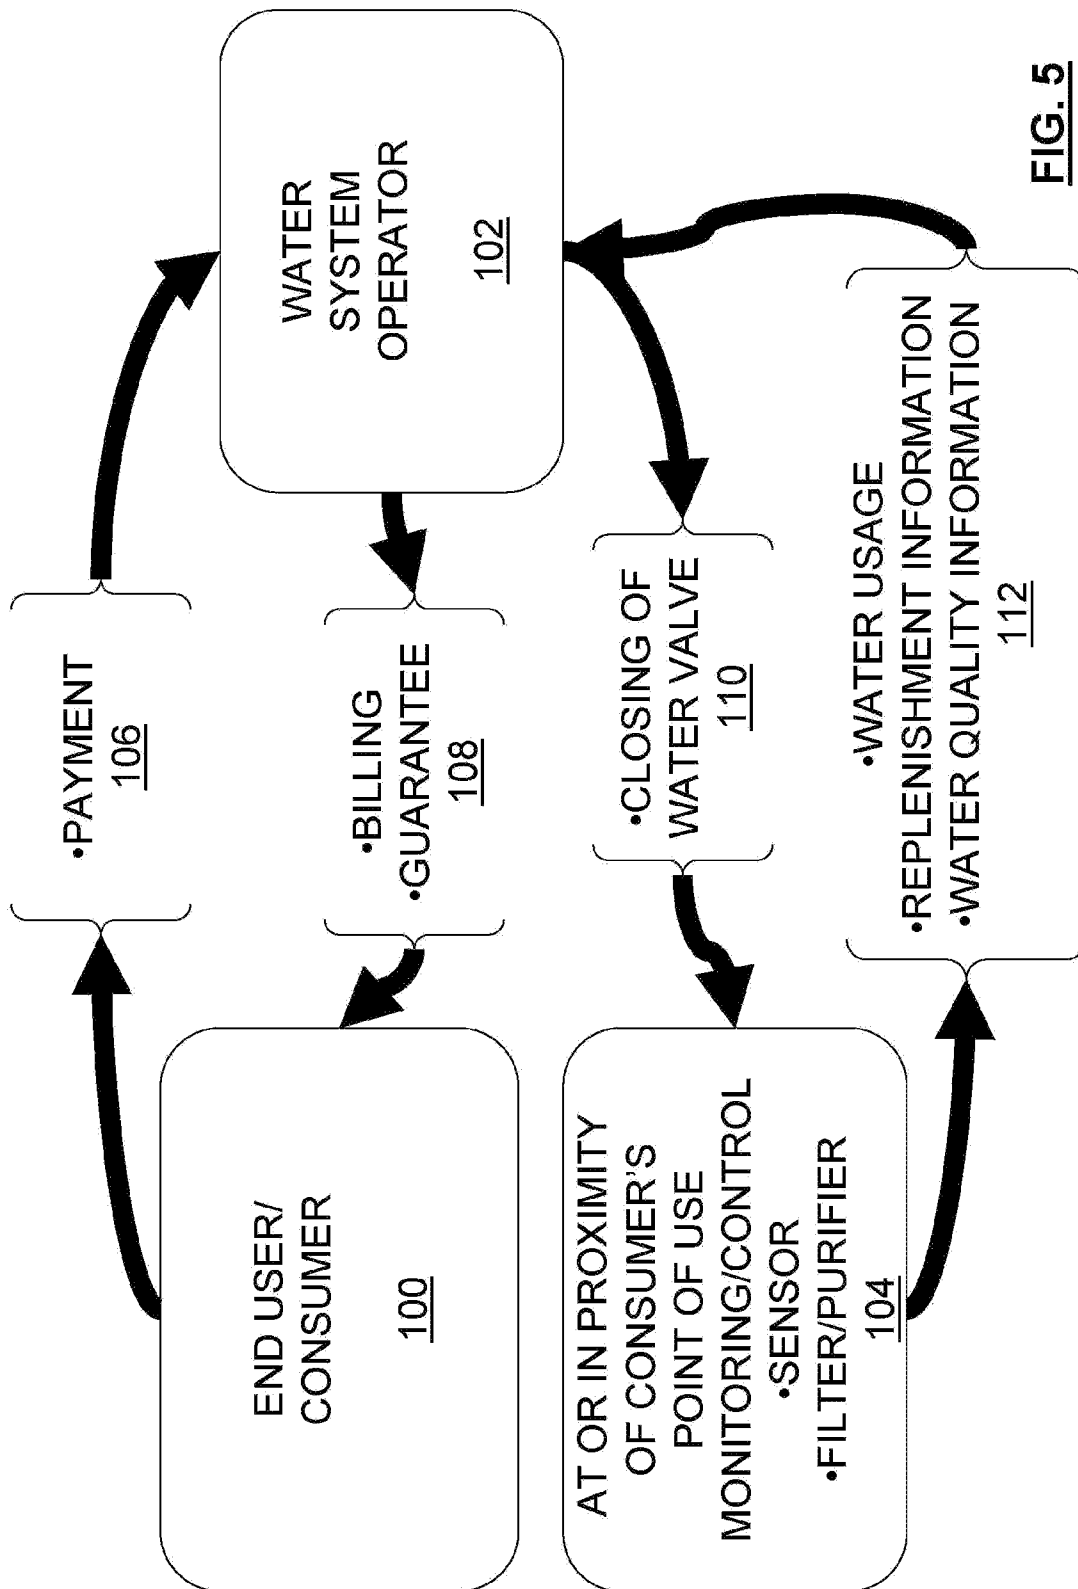 •PAYMENT
106
END USER/
CONSUMER
100
•BILLING
•GUARANTEE
108
WATER
SYSTEM
OPERATOR
102
AT OR IN PROXIMITY
OF CONSUMER'S
POINT OF USE
MONITORING/CONTROL
•SENSOR
•FILTER/PURIFIER
104
•CLOSING OF
WATER VALVE
110
•WATER USAGE
•REPLENISHMENT INFORMATION
•WATER QUALITY INFORMATION
112
FIG. 5